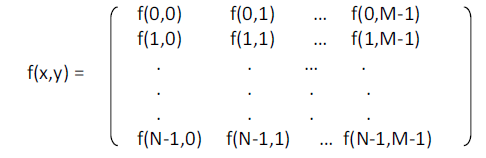 f(0,0) f(0,1) ... f(0,M-1)
f(1,0) f(1,1) ... f(1,M-1)
f(x,y) = . . ... .
. . . .
. . . .
f(N-1,0) f(N-1,1) ... f(N-1,M-1)